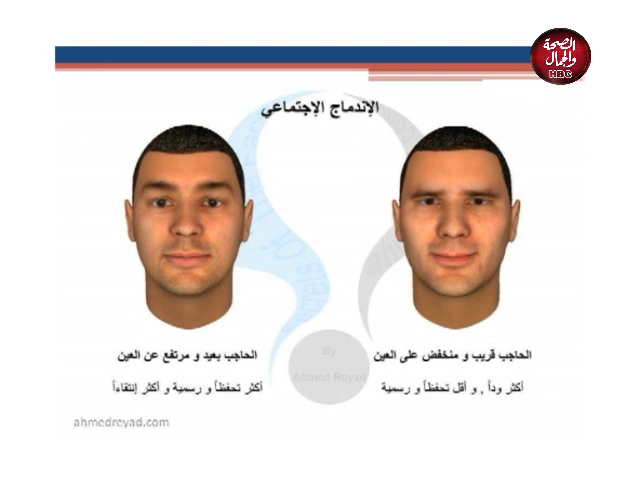 الصحة
والجمال
HBG
الإندماج الإجتماعي
الحاجب قريب و منخفض على العين
أكثر وداً , و أقل تحفظاً و رسمية
الحاجب بعيد و مرتفع عن العين
أكثر تحفظاً و رسمية و أكثر إنتقاءاً
By
Ahmed Reyad
ahmedreyad.com